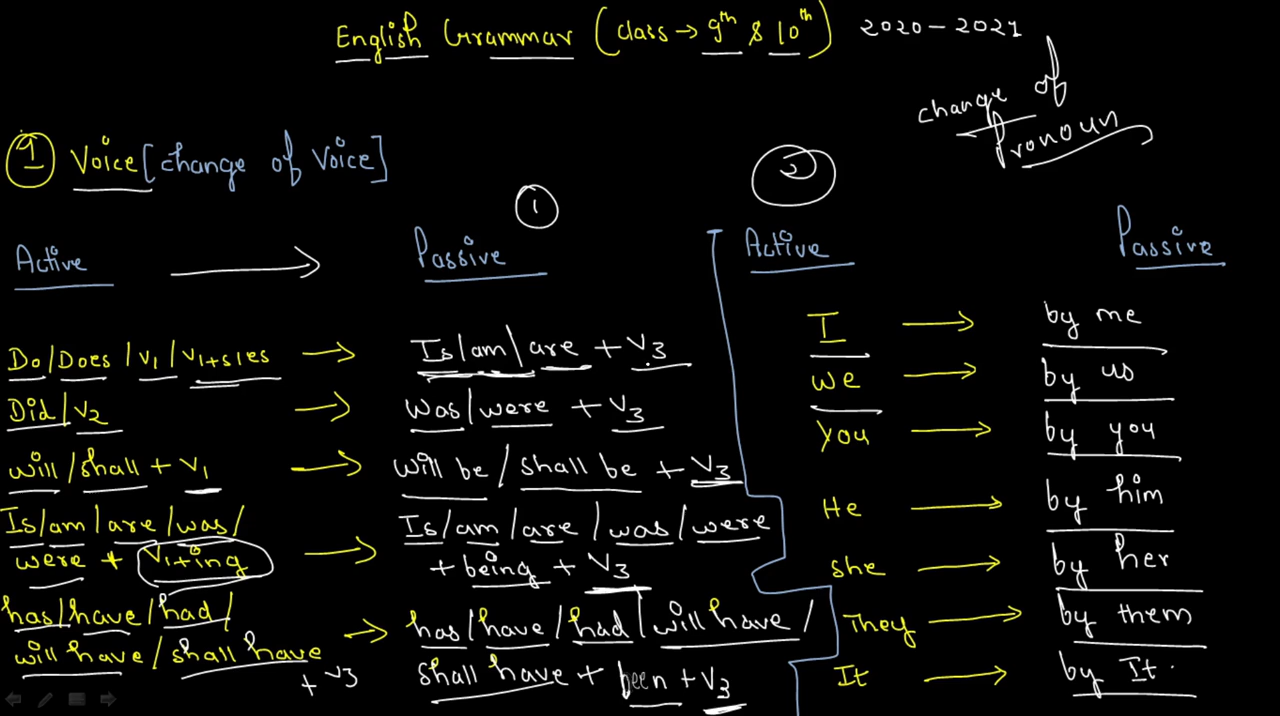 English Grammar (class → 9th & 10th) 2020-2021
change of
Pronoun
① Voice [change of Voice]
①
②
Active → Passive
Do/Does/V1/V1+s/es → Is/am/are + V3
Did/V2 → Was/were + V3
will/shall + V1 → will be/shall be + V3
Is/am/are/was/
were + V1+ing → Is/am/are/was/were
+ being + V3
has/have/had/
will have/shall have
+ V3 → has/have/had/will have/
shall have + been + V3
Active Passive
I → by me
we → by us
you → by you
He → by him
she → by her
They → by them
It → by It.